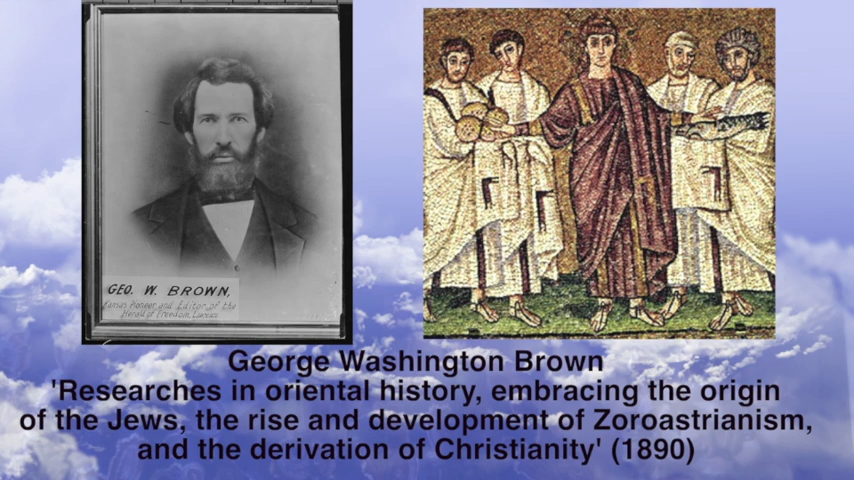 GEO. W. BROWN,
Kansas Pioneer and Editor of the
Herald of Freedom, Lawrence
George Washington Brown
'Researches in oriental history, embracing the origin
of the Jews, the rise and development of Zoroastrianism,
and the derivation of Christianity' (1890)